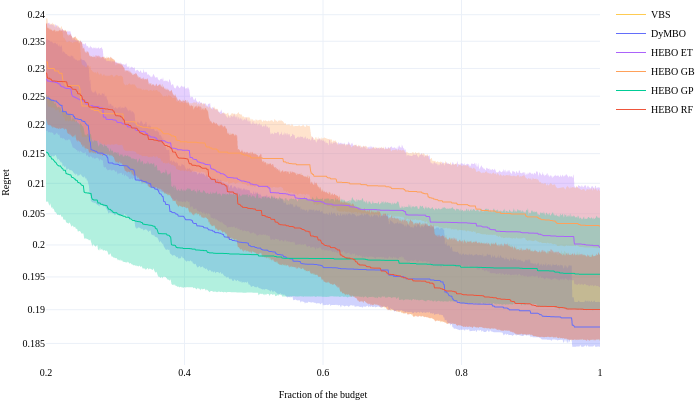 0.24
0.235
0.23
0.225
0.22
0.215
0.21
0.205
0.2
0.195
0.19
0.185
Regret
0.2
0.4
0.6
0.8
1
Fraction of the budget
VBS
DyMBO
HEBO ET
HEBO GB
HEBO GP
HEBO RF